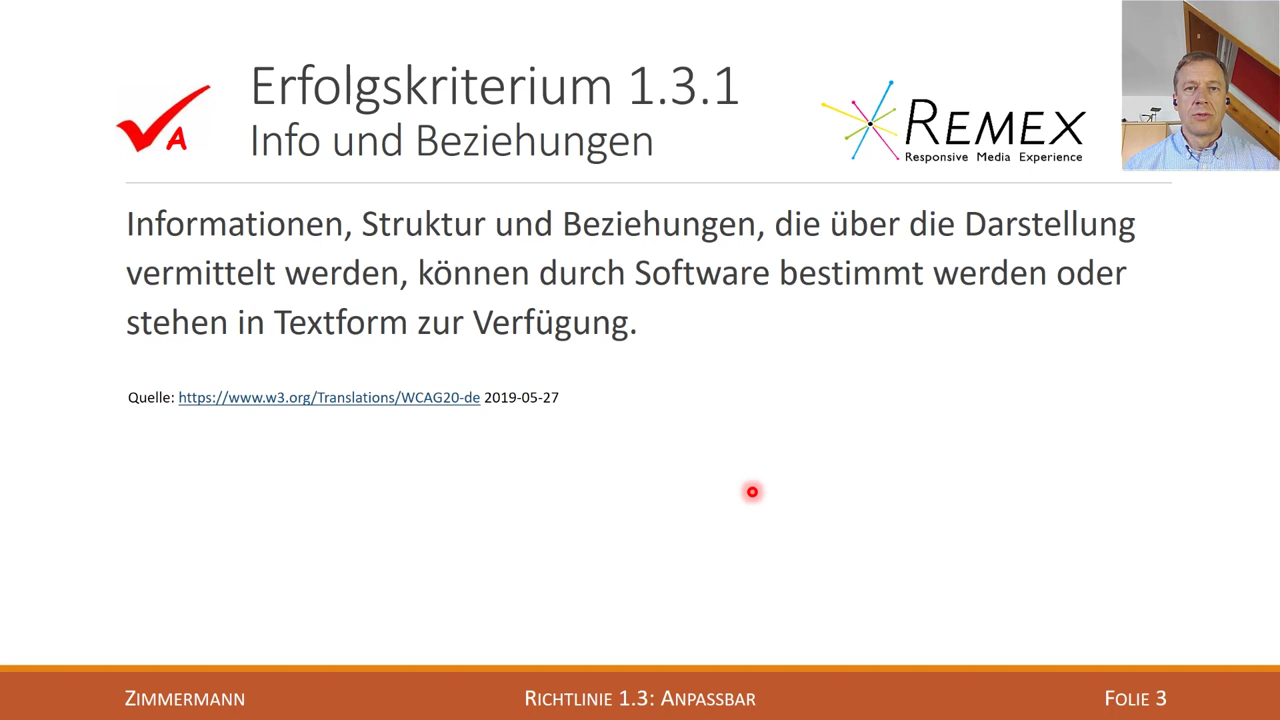 Erfolgskriterium 1.3.1
Info und Beziehungen
A
REMEX
Responsive Media Experience
Informationen, Struktur und Beziehungen, die über die Darstellung
vermittelt werden, können durch Software bestimmt werden oder
stehen in Textform zur Verfügung.
Quelle: https://www.w3.org/Translations/WCAG20-de 2019-05-27
ZIMMERMANN
RICHTLINIE 1.3: ANPASSBAR
FOLIE 3